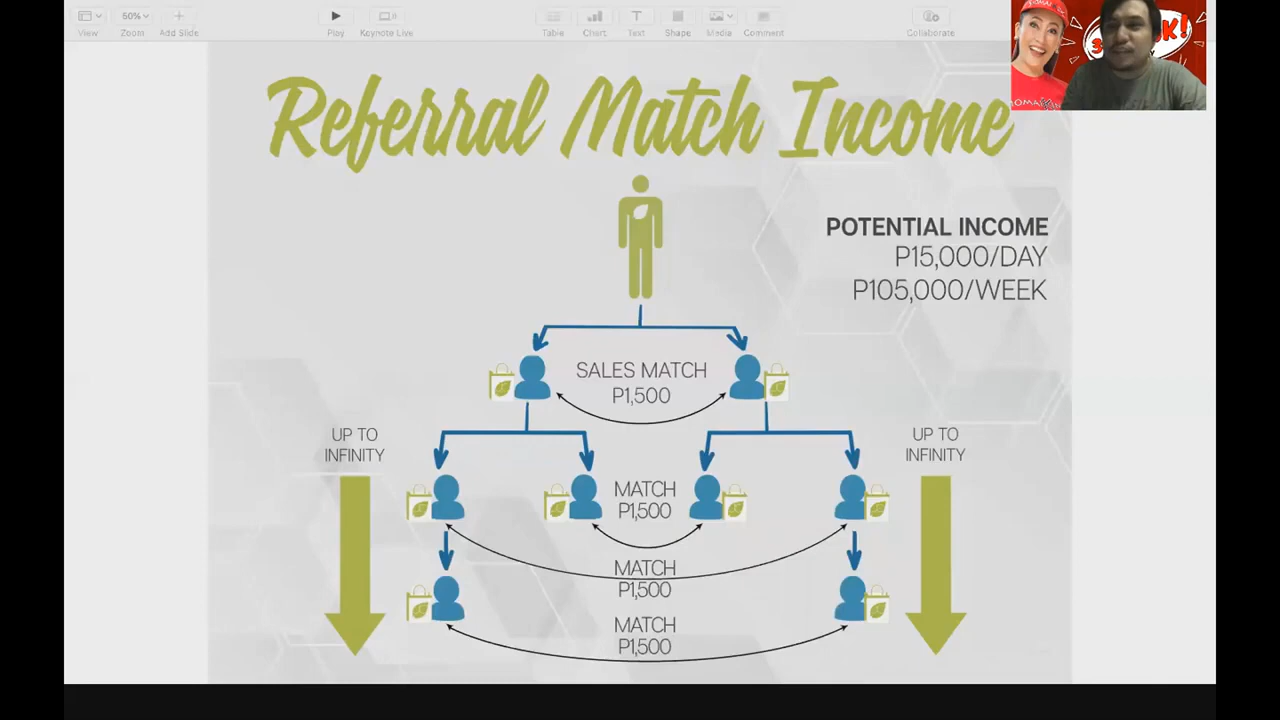 View
50%
Zoom
Add Slide
Play
Keynote Live
Table
Chart
Text
Shape
Media
Comment
Collaborate
Referral Match Income
POTENTIAL INCOME
P15,000/DAY
P105,000/WEEK
SALES MATCH
P1,500
UP TO
INFINITY
UP TO
INFINITY
MATCH
P1,500
MATCH
P1,500
MATCH
P1,500